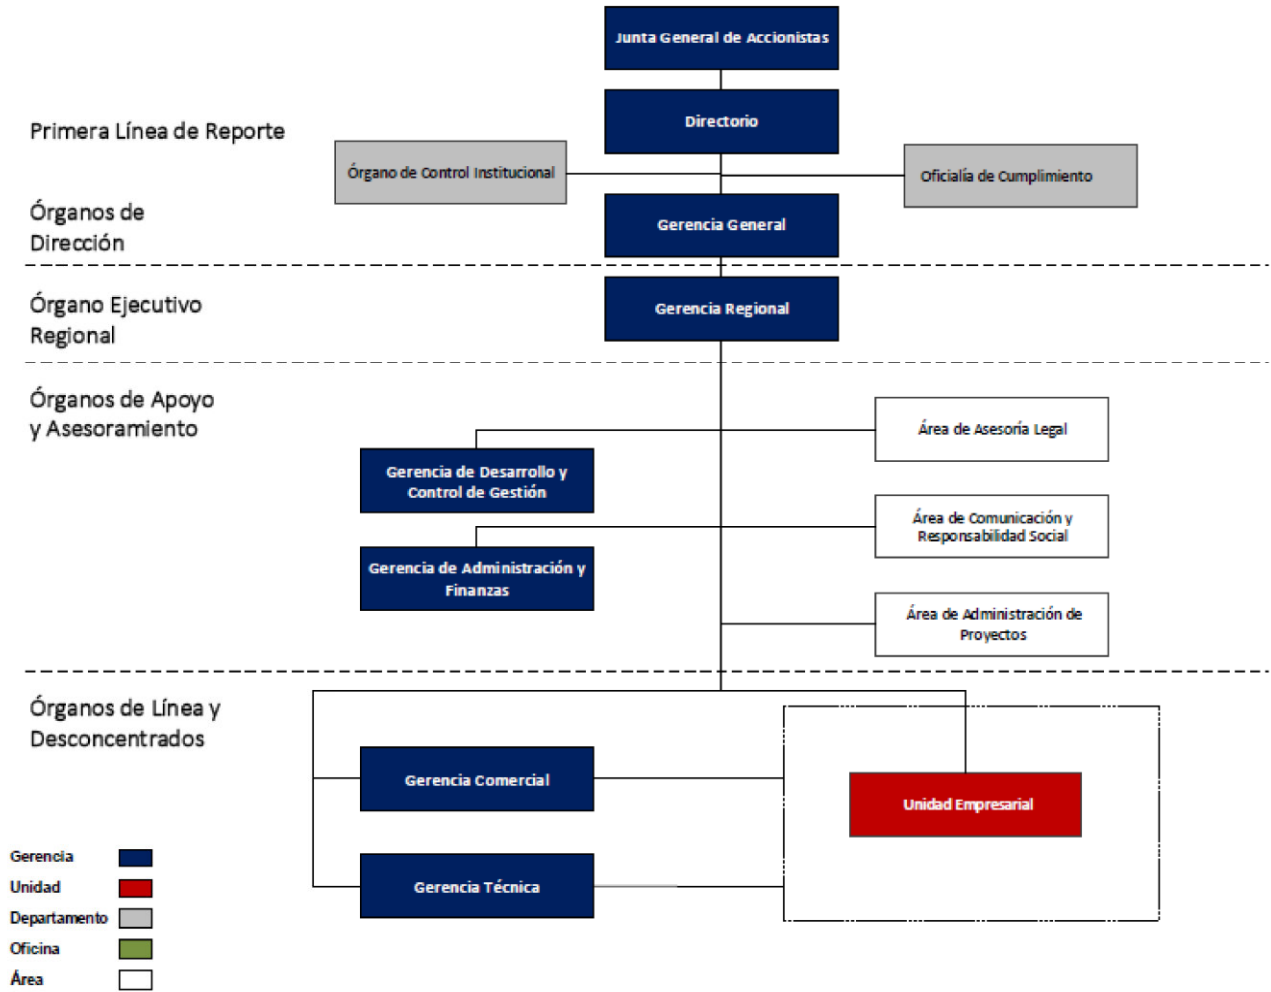 Junta General de Accionistas
Primera Línea de Reporte
Directorio
Órgano de Control Institucional
Oficialía de Cumplimiento
Órganos de
Dirección
Gerencia General
Órgano Ejecutivo
Regional
Gerencia Regional
Órganos de Apoyo
y Asesoramiento
Área de Asesoría Legal
Gerencia de Desarrollo y
Control de Gestión
Área de Comunicación y
Responsabilidad Social
Gerencia de Administración y
Finanzas
Área de Administración de
Proyectos
Órganos de Línea y
Desconcentrados
Gerencia Comercial
Unidad Empresarial
Gerencia Técnica
Gerencia
Unidad
Departamento
Oficina
Área